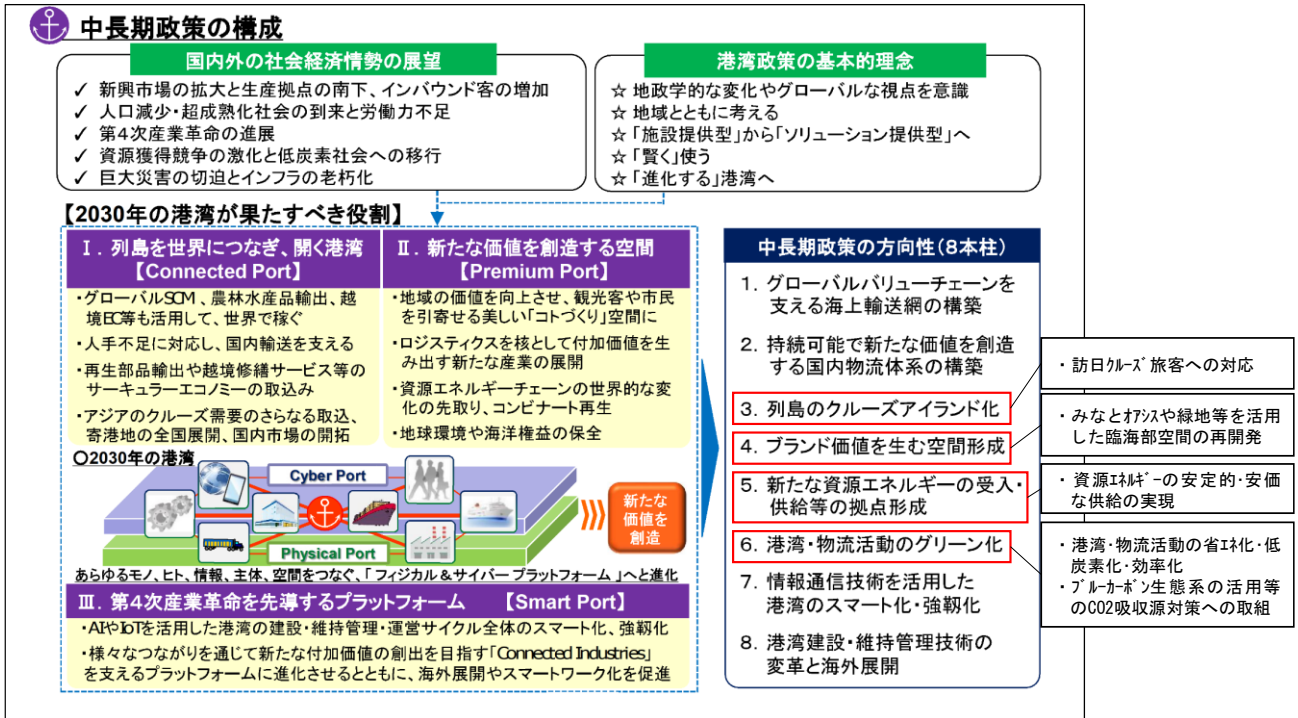 中長期政策の構成
国内外の社会経済情勢の展望
✓ 新興市場の拡大と生産拠点の南下、インバウンド客の増加
✓ 人口減少・超成熟化社会の到来と労働力不足
✓ 第4次産業革命の進展
✓ 資源獲得競争の激化と低炭素社会への移行
✓ 巨大災害の切迫とインフラの老朽化
港湾政策の基本的理念
☆ 地政学的な変化やグローバルな視点を意識
☆ 地域とともに考える
☆ 「施設提供型」から「ソリューション提供型」へ
☆ 「賢く」使う
☆ 「進化する」港湾へ
【2030年の港湾が果たすべき役割】
Ⅰ. 列島を世界につなぎ、開く港湾
【Connected Port】
・グローバルSCM、農林水産品輸出、越
境EC等も活用して、世界で稼ぐ
・人手不足に対応し、国内輸送を支える
・再生部品輸出や越境修繕サービス等の
サーキュラーエコノミーの取込み
・アジアのクルーズ需要のさらなる取込、
寄港地の全国展開、国内市場の開拓
Ⅱ. 新たな価値を創造する空間
【Premium Port】
・地域の価値を向上させ、観光客や市民
を引寄せる美しい「コトづくり」空間に
・ロジスティクスを核として付加価値を生
み出す新たな産業の展開
・資源エネルギーチェーンの世界的な変
化の先取り、コンビナート再生
・地球環境や海洋権益の保全
〇2030年の港湾
Cyber Port
Physical Port
新たな
価値を
創造
あらゆるモノ、ヒト、情報、主体、空間をつなぐ、「フィジカル&サイバー プラットフォーム」へと進化
Ⅲ. 第4次産業革命を先導するプラットフォーム 【Smart Port】
・AIやIoTを活用した港湾の建設・維持管理・運営サイクル全体のスマート化、強靱化
・様々なつながりを通じて新たな付加価値の創出を目指す「Connected Industries」
を支えるプラットフォームに進化させるとともに、海外展開やスマートワーク化を促進
中長期政策の方向性(8本柱)
1. グローバルバリューチェーンを
支える海上輸送網の構築
2. 持続可能で新たな価値を創造
する国内物流体系の構築
3. 列島のクルーズアイランド化
4. ブランド価値を生む空間形成
5. 新たな資源エネルギーの受入・
供給等の拠点形成
6. 港湾・物流活動のグリーン化
7. 情報通信技術を活用した
港湾のスマート化・強靱化
8. 港湾建設・維持管理技術の
変革と海外展開
・訪日ｸﾙｰｽﾞ旅客への対応
・みなとｵｱｼｽや緑地等を活用
した臨海部空間の再開発
・資源ｴﾈﾙｷﾞｰの安定的・安価
な供給の実現
・港湾・物流活動の省ｴﾈ化・低
炭素化・効率化
・ﾌﾞﾙｰｶｰﾎﾞﾝ生態系の活用等
のCO2吸収源対策への取組